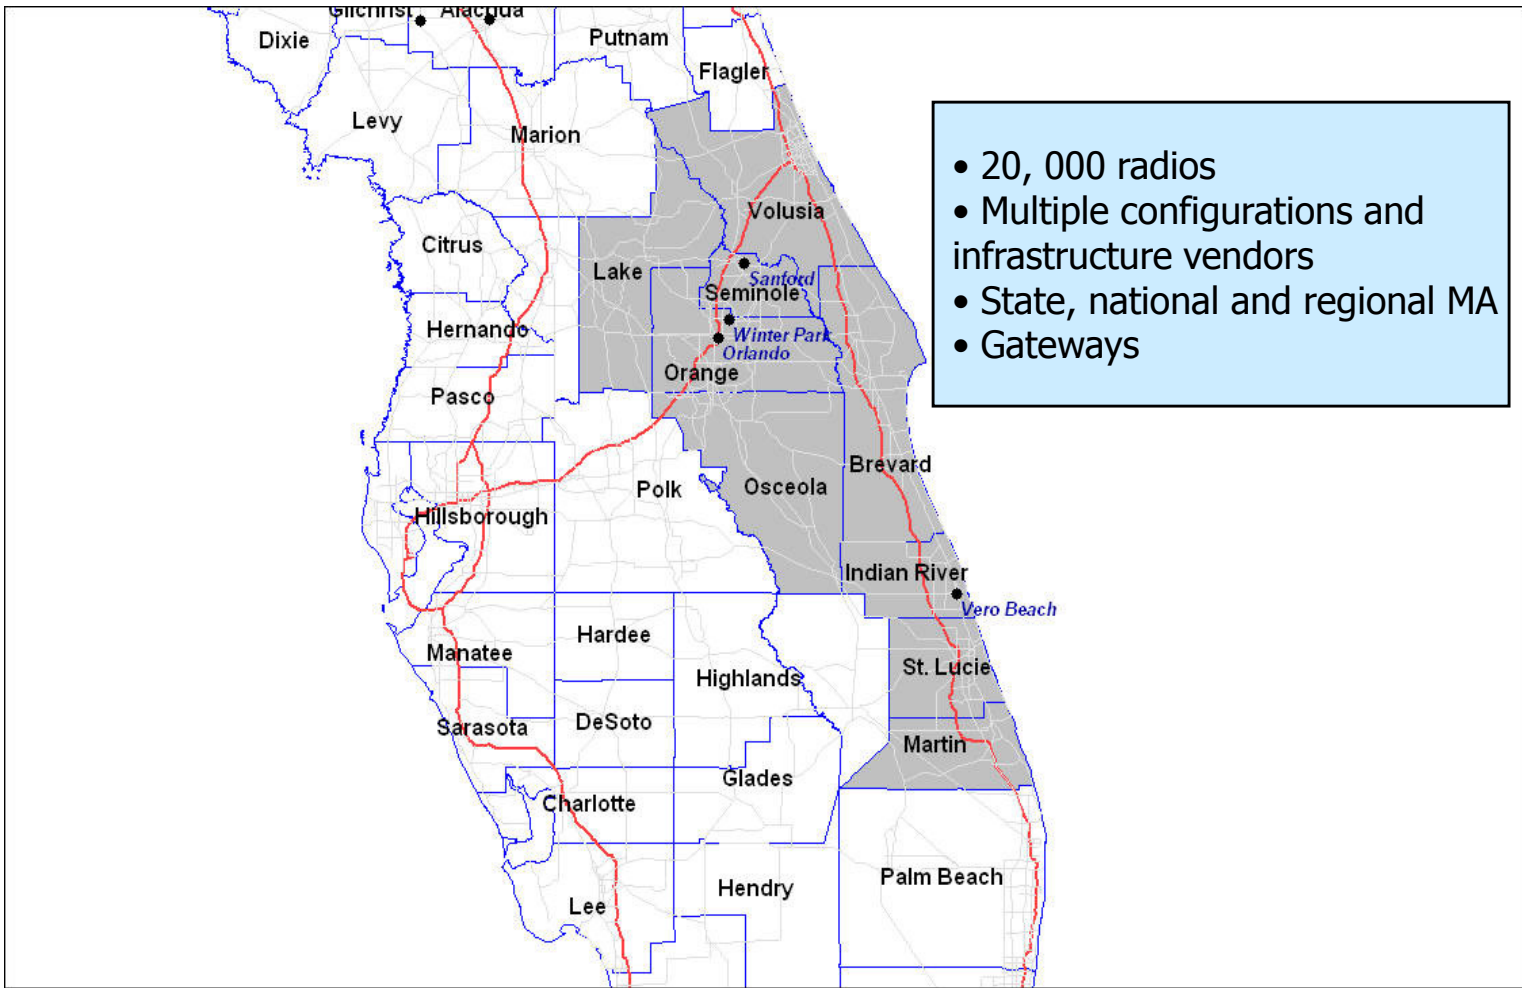 Gilchrist
Alachua
Dixie
Putnam
Flagler
Levy
Marion
Volusia
Citrus
Lake
Sanford
Seminole
Hernando
Winter Park
Orlando
Orange
Pasco
Brevard
Osceola
Polk
Hillsborough
Indian River
Vero Beach
Hardee
Manatee
St. Lucie
Highlands
DeSoto
Sarasota
Martin
Glades
Charlotte
Palm Beach
Hendry
Lee
• 20, 000 radios
• Multiple configurations and
infrastructure vendors
• State, national and regional MA
• Gateways